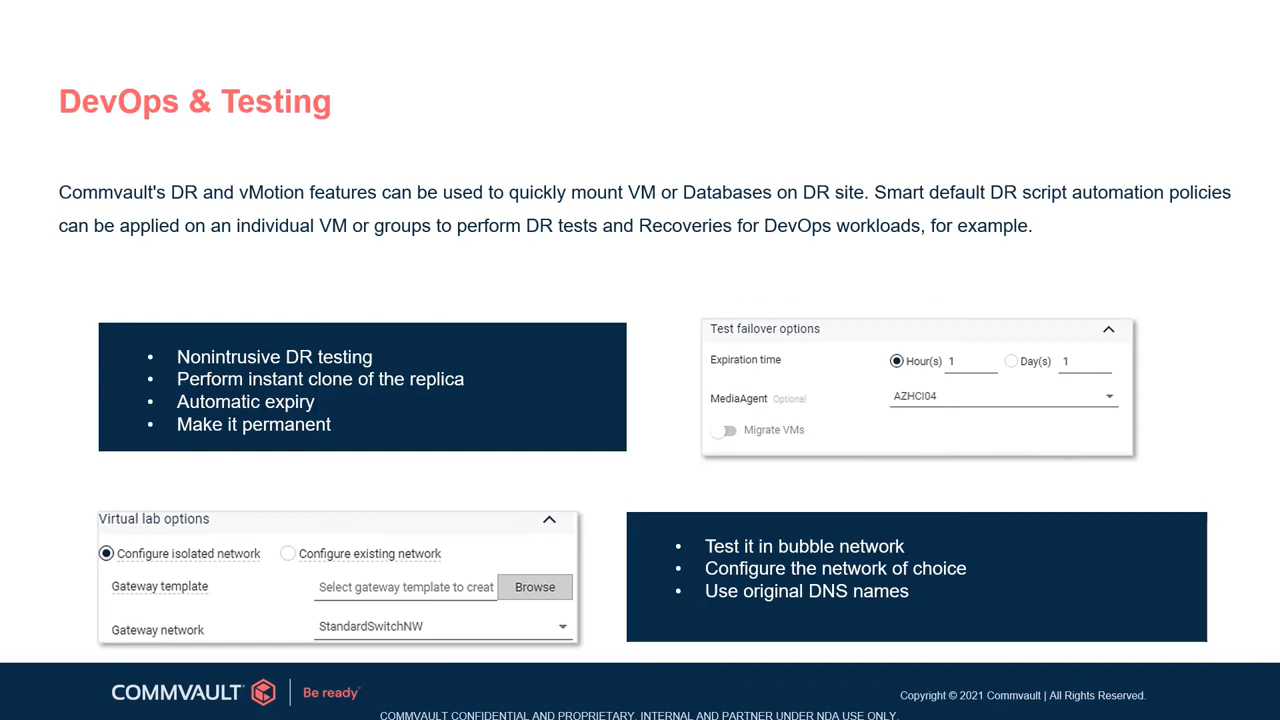 DevOps & Testing
Commvault's DR and vMotion features can be used to quickly mount VM or Databases on DR site. Smart default DR script automation policies
can be applied on an individual VM or groups to perform DR tests and Recoveries for DevOps workloads, for example.
• Nonintrusive DR testing
• Perform instant clone of the replica
• Automatic expiry
• Make it permanent
Test failover options
Expiration time Hour(s) 1 Day(s) 1
MediaAgent Optional AZHCI04
Migrate VMs
Virtual lab options
Configure isolated network Configure existing network
Gateway template Select gateway template to creat Browse
Gateway network StandardSwitchNW
• Test it in bubble network
• Configure the network of choice
• Use original DNS names
COMMVAULT Be ready
Copyright © 2021 Commvault | All Rights Reserved.
COMMVAULT CONFIDENTIAL AND PROPRIETARY. INTERNAL AND PARTNER UNDER NDA USE ONLY.